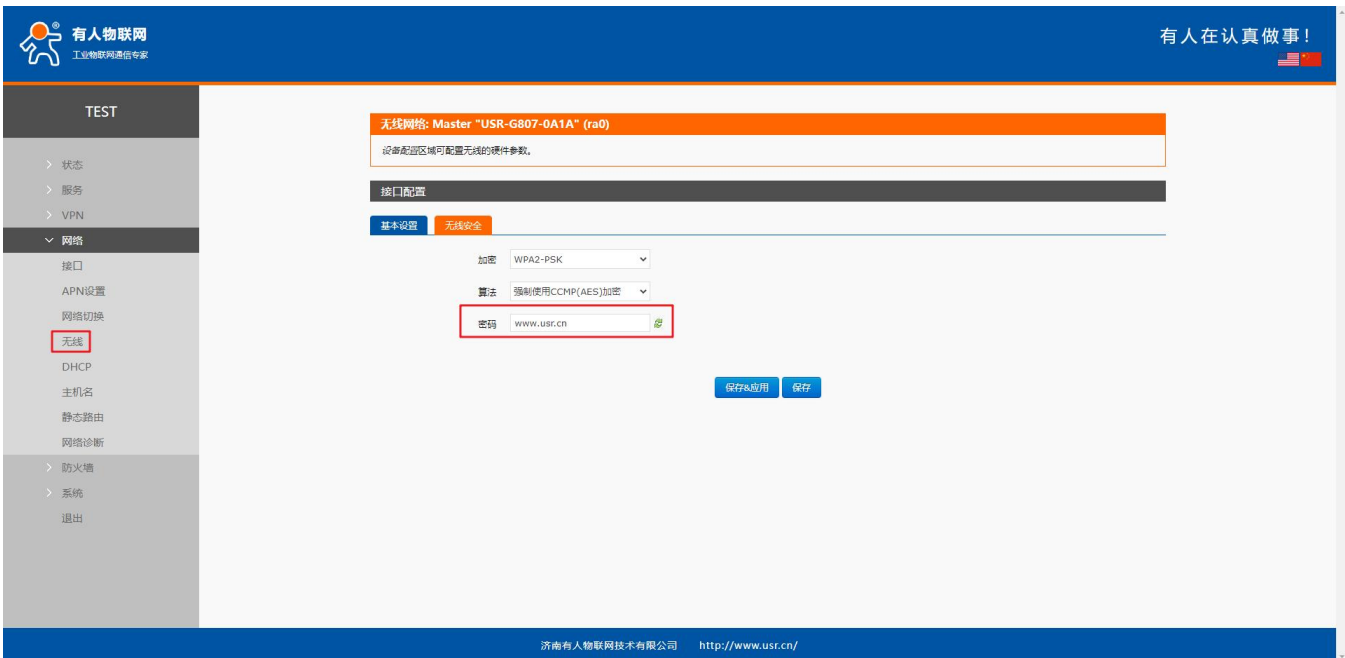 有人物联网
工业物联网通信专家
有人在认真做事!
TEST
状态
服务
VPN
网络
接口
APN设置
网络切换
无线
DHCP
主机名
静态路由
网络诊断
防火墙
系统
退出
无线网络: Master "USR-G807-0A1A" (ra0)
设备配置区域可配置无线的硬件参数。
接口配置
基本设置 无线安全
加密 WPA2-PSK
算法 强制使用CCMP(AES)加密
密码 www.usr.cn
保存&应用 保存
济南有人物联网技术有限公司 http://www.usr.cn/